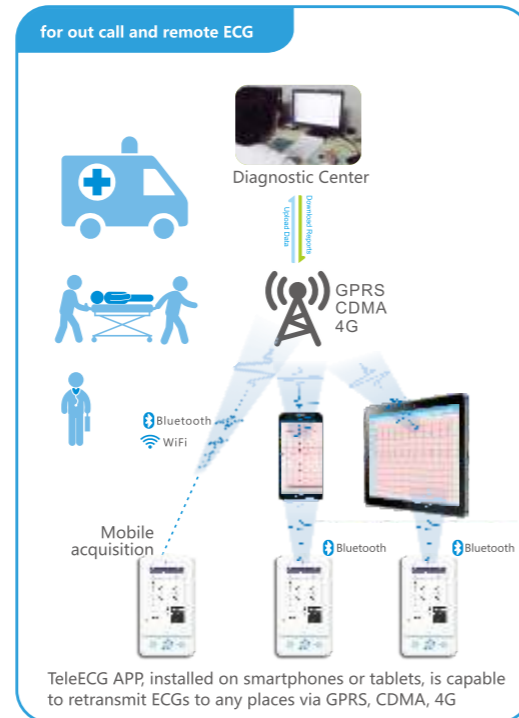 for out call and remote ECG
Diagnostic Center
Upload Data
Download Reports
GPRS
CDMA
4G
Bluetooth
WiFi
Mobile
acquisition
Bluetooth
Bluetooth
TeleECG APP, installed on smartphones or tablets, is capable
to retransmit ECGs to any places via GPRS, CDMA, 4G